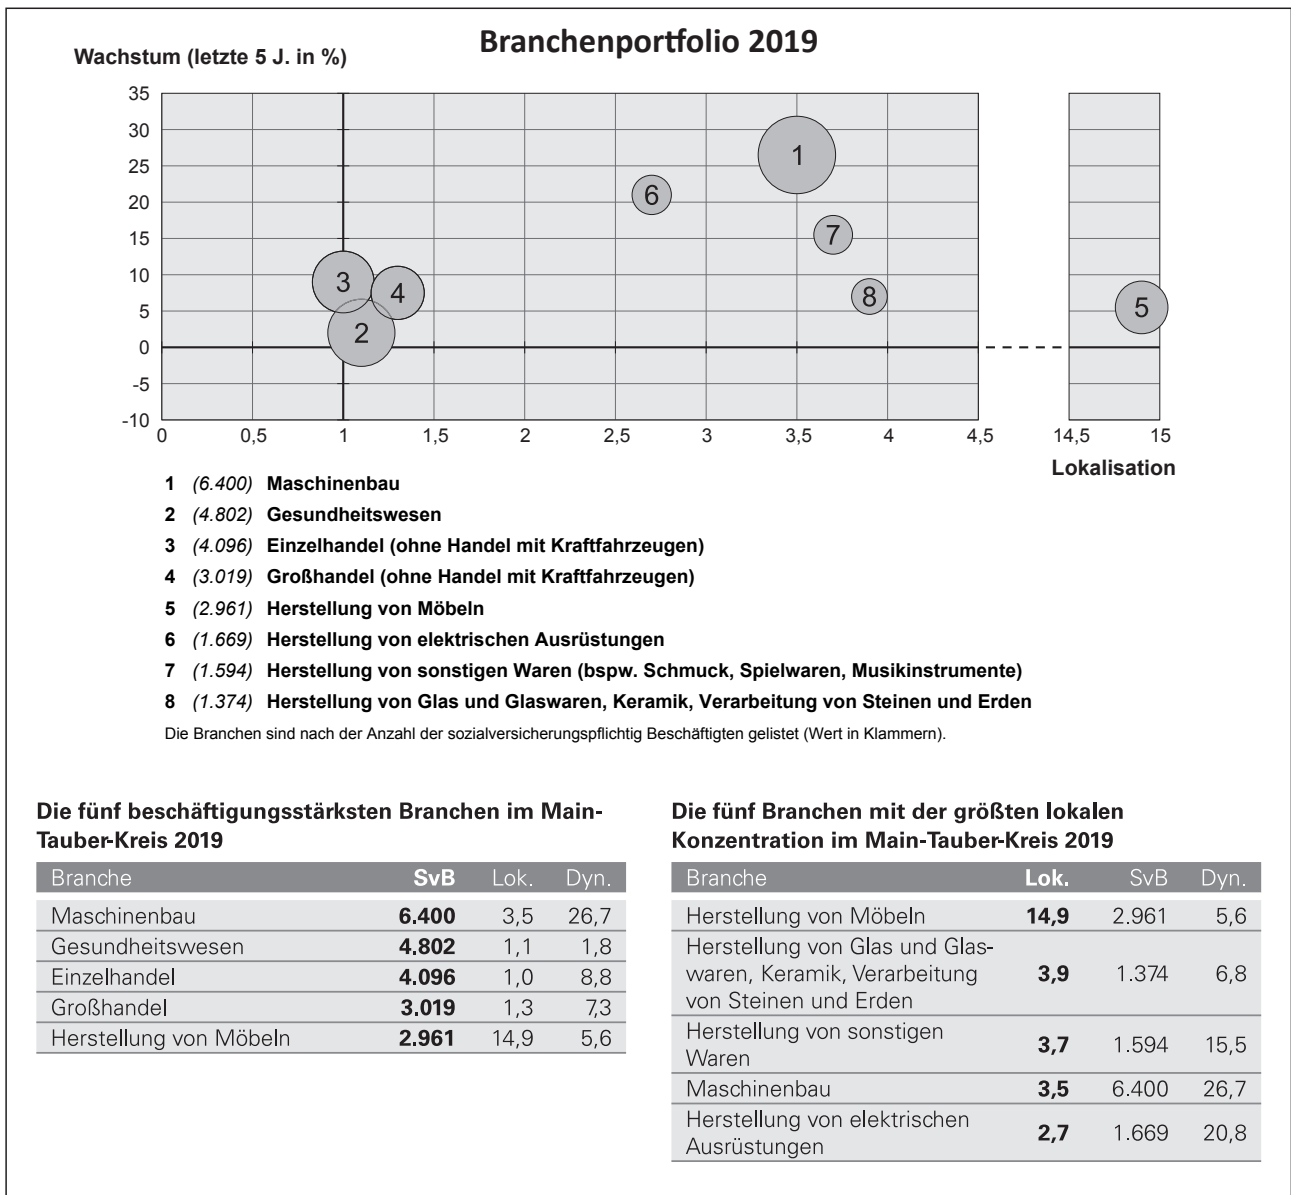 Branchenportfolio 2019
Wachstum (letzte 5 J. in %)
35
30
25
20
15
10
5
0
-5
-10
1
6
7
3
4
8
5
2
0
0,5
1
1,5
2
2,5
3
3,5
4
4,5
14,5
15
Lokalisation
1 (6.400) Maschinenbau
2 (4.802) Gesundheitswesen
3 (4.096) Einzelhandel (ohne Handel mit Kraftfahrzeugen)
4 (3.019) Großhandel (ohne Handel mit Kraftfahrzeugen)
5 (2.961) Herstellung von Möbeln
6 (1.669) Herstellung von elektrischen Ausrüstungen
7 (1.594) Herstellung von sonstigen Waren (bspw. Schmuck, Spielwaren, Musikinstrumente)
8 (1.374) Herstellung von Glas und Glaswaren, Keramik, Verarbeitung von Steinen und Erden
Die Branchen sind nach der Anzahl der sozialversicherungspflichtig Beschäftigten gelistet (Wert in Klammern).
Die fünf beschäftigungsstärksten Branchen im Main-
Tauber-Kreis 2019
Branche SvB Lok. Dyn.
Maschinenbau 6.400 3,5 26,7
Gesundheitswesen 4.802 1,1 1,8
Einzelhandel 4.096 1,0 8,8
Großhandel 3.019 1,3 7,3
Herstellung von Möbeln 2.961 14,9 5,6
Die fünf Branchen mit der größten lokalen
Konzentration im Main-Tauber-Kreis 2019
Branche Lok. SvB Dyn.
Herstellung von Möbeln 14,9 2.961 5,6
Herstellung von Glas und Glas-
waren, Keramik, Verarbeitung 3,9 1.374 6,8
von Steinen und Erden
Herstellung von sonstigen
Waren 3,7 1.594 15,5
Maschinenbau 3,5 6.400 26,7
Herstellung von elektrischen
Ausrüstungen 2,7 1.669 20,8